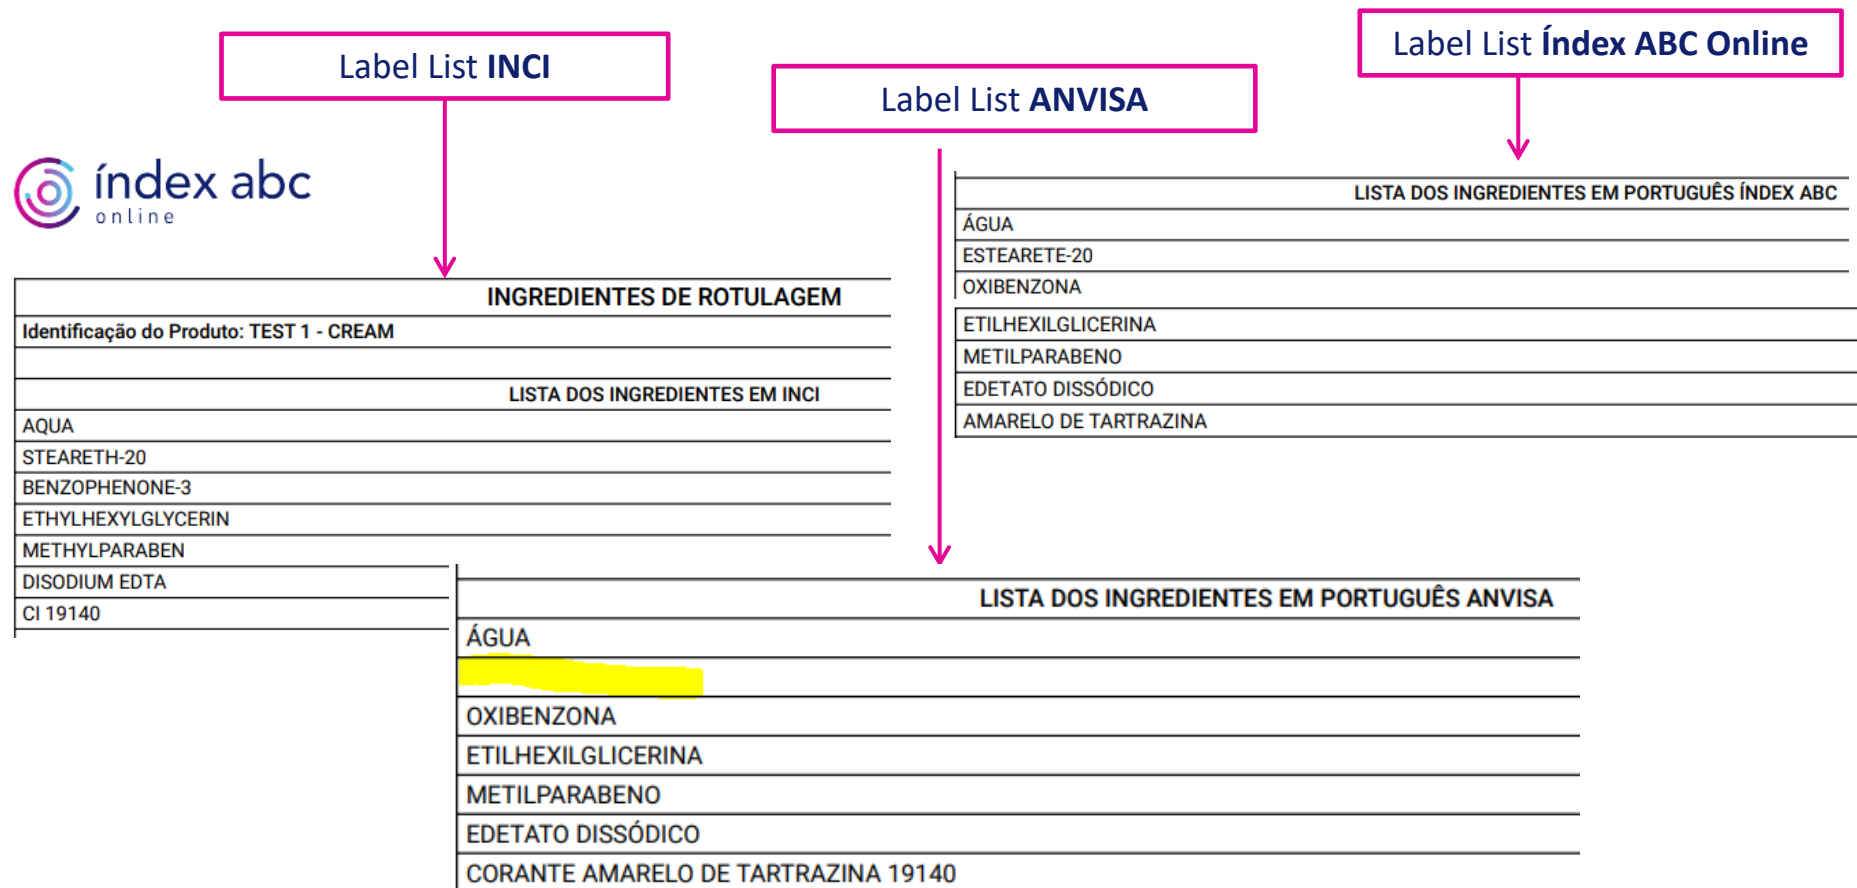 Label List INCI
Label List ANVISA
Label List Índex ABC Online
índex abc
online
INGREDIENTES DE ROTULAGEM
Identificação do Produto: TEST 1 - CREAM
LISTA DOS INGREDIENTES EM INCI
AQUA
STEARETH-20
BENZOPHENONE-3
ETHYLHEXYLGLYCERIN
METHYLPARABEN
DISODIUM EDTA
CI 19140
LISTA DOS INGREDIENTES EM PORTUGUÊS ANVISA
ÁGUA
OXIBENZONA
ETILHEXILGLICERINA
METILPARABENO
EDETATO DISSÓDICO
CORANTE AMARELO DE TARTRAZINA 19140
LISTA DOS INGREDIENTES EM PORTUGUÊS ÍNDEX ABC
ÁGUA
ESTEARETE-20
OXIBENZONA
ETILHEXILGLICERINA
METILPARABENO
EDETATO DISSÓDICO
AMARELO DE TARTRAZINA